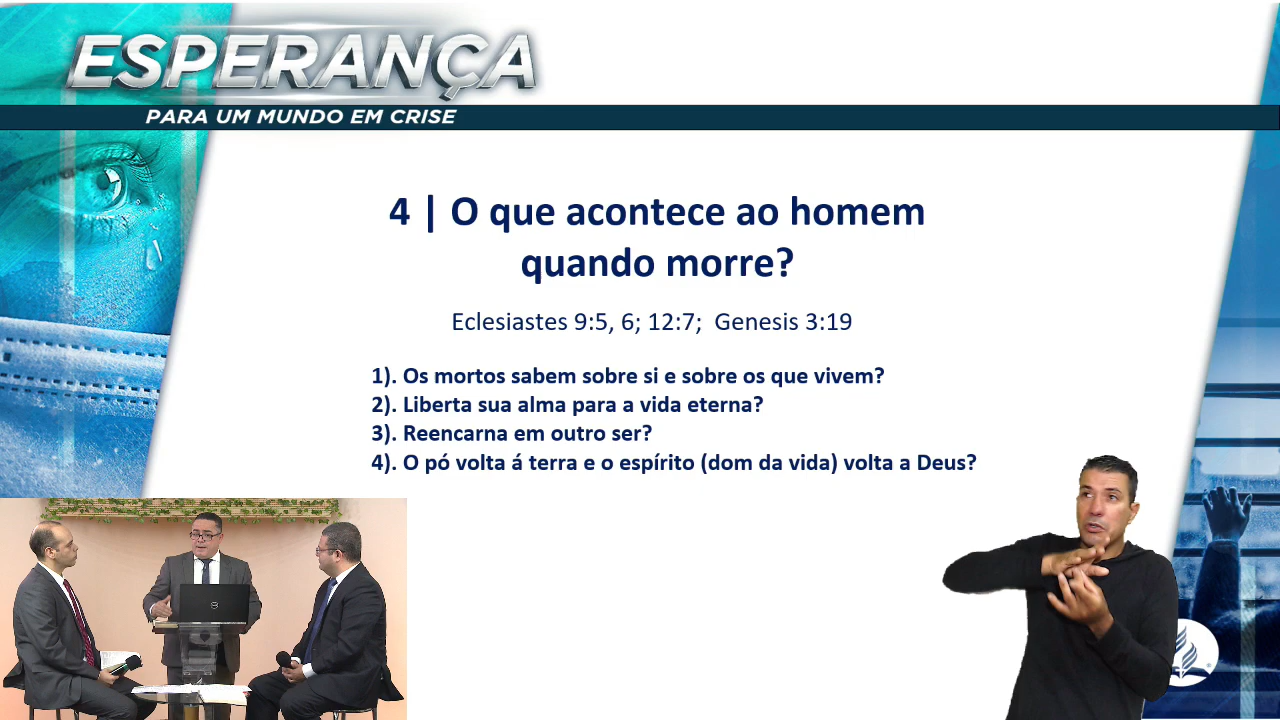 ESPERANÇA
PARA UM MUNDO EM CRISE
4 | O que acontece ao homem
quando morre?
Eclesiastes 9:5, 6; 12:7;  Genesis 3:19
1). Os mortos sabem sobre si e sobre os que vivem?
2). Liberta sua alma para a vida eterna?
3). Reencarna em outro ser?
4). O pó volta á terra e o espírito (dom da vida) volta a Deus?